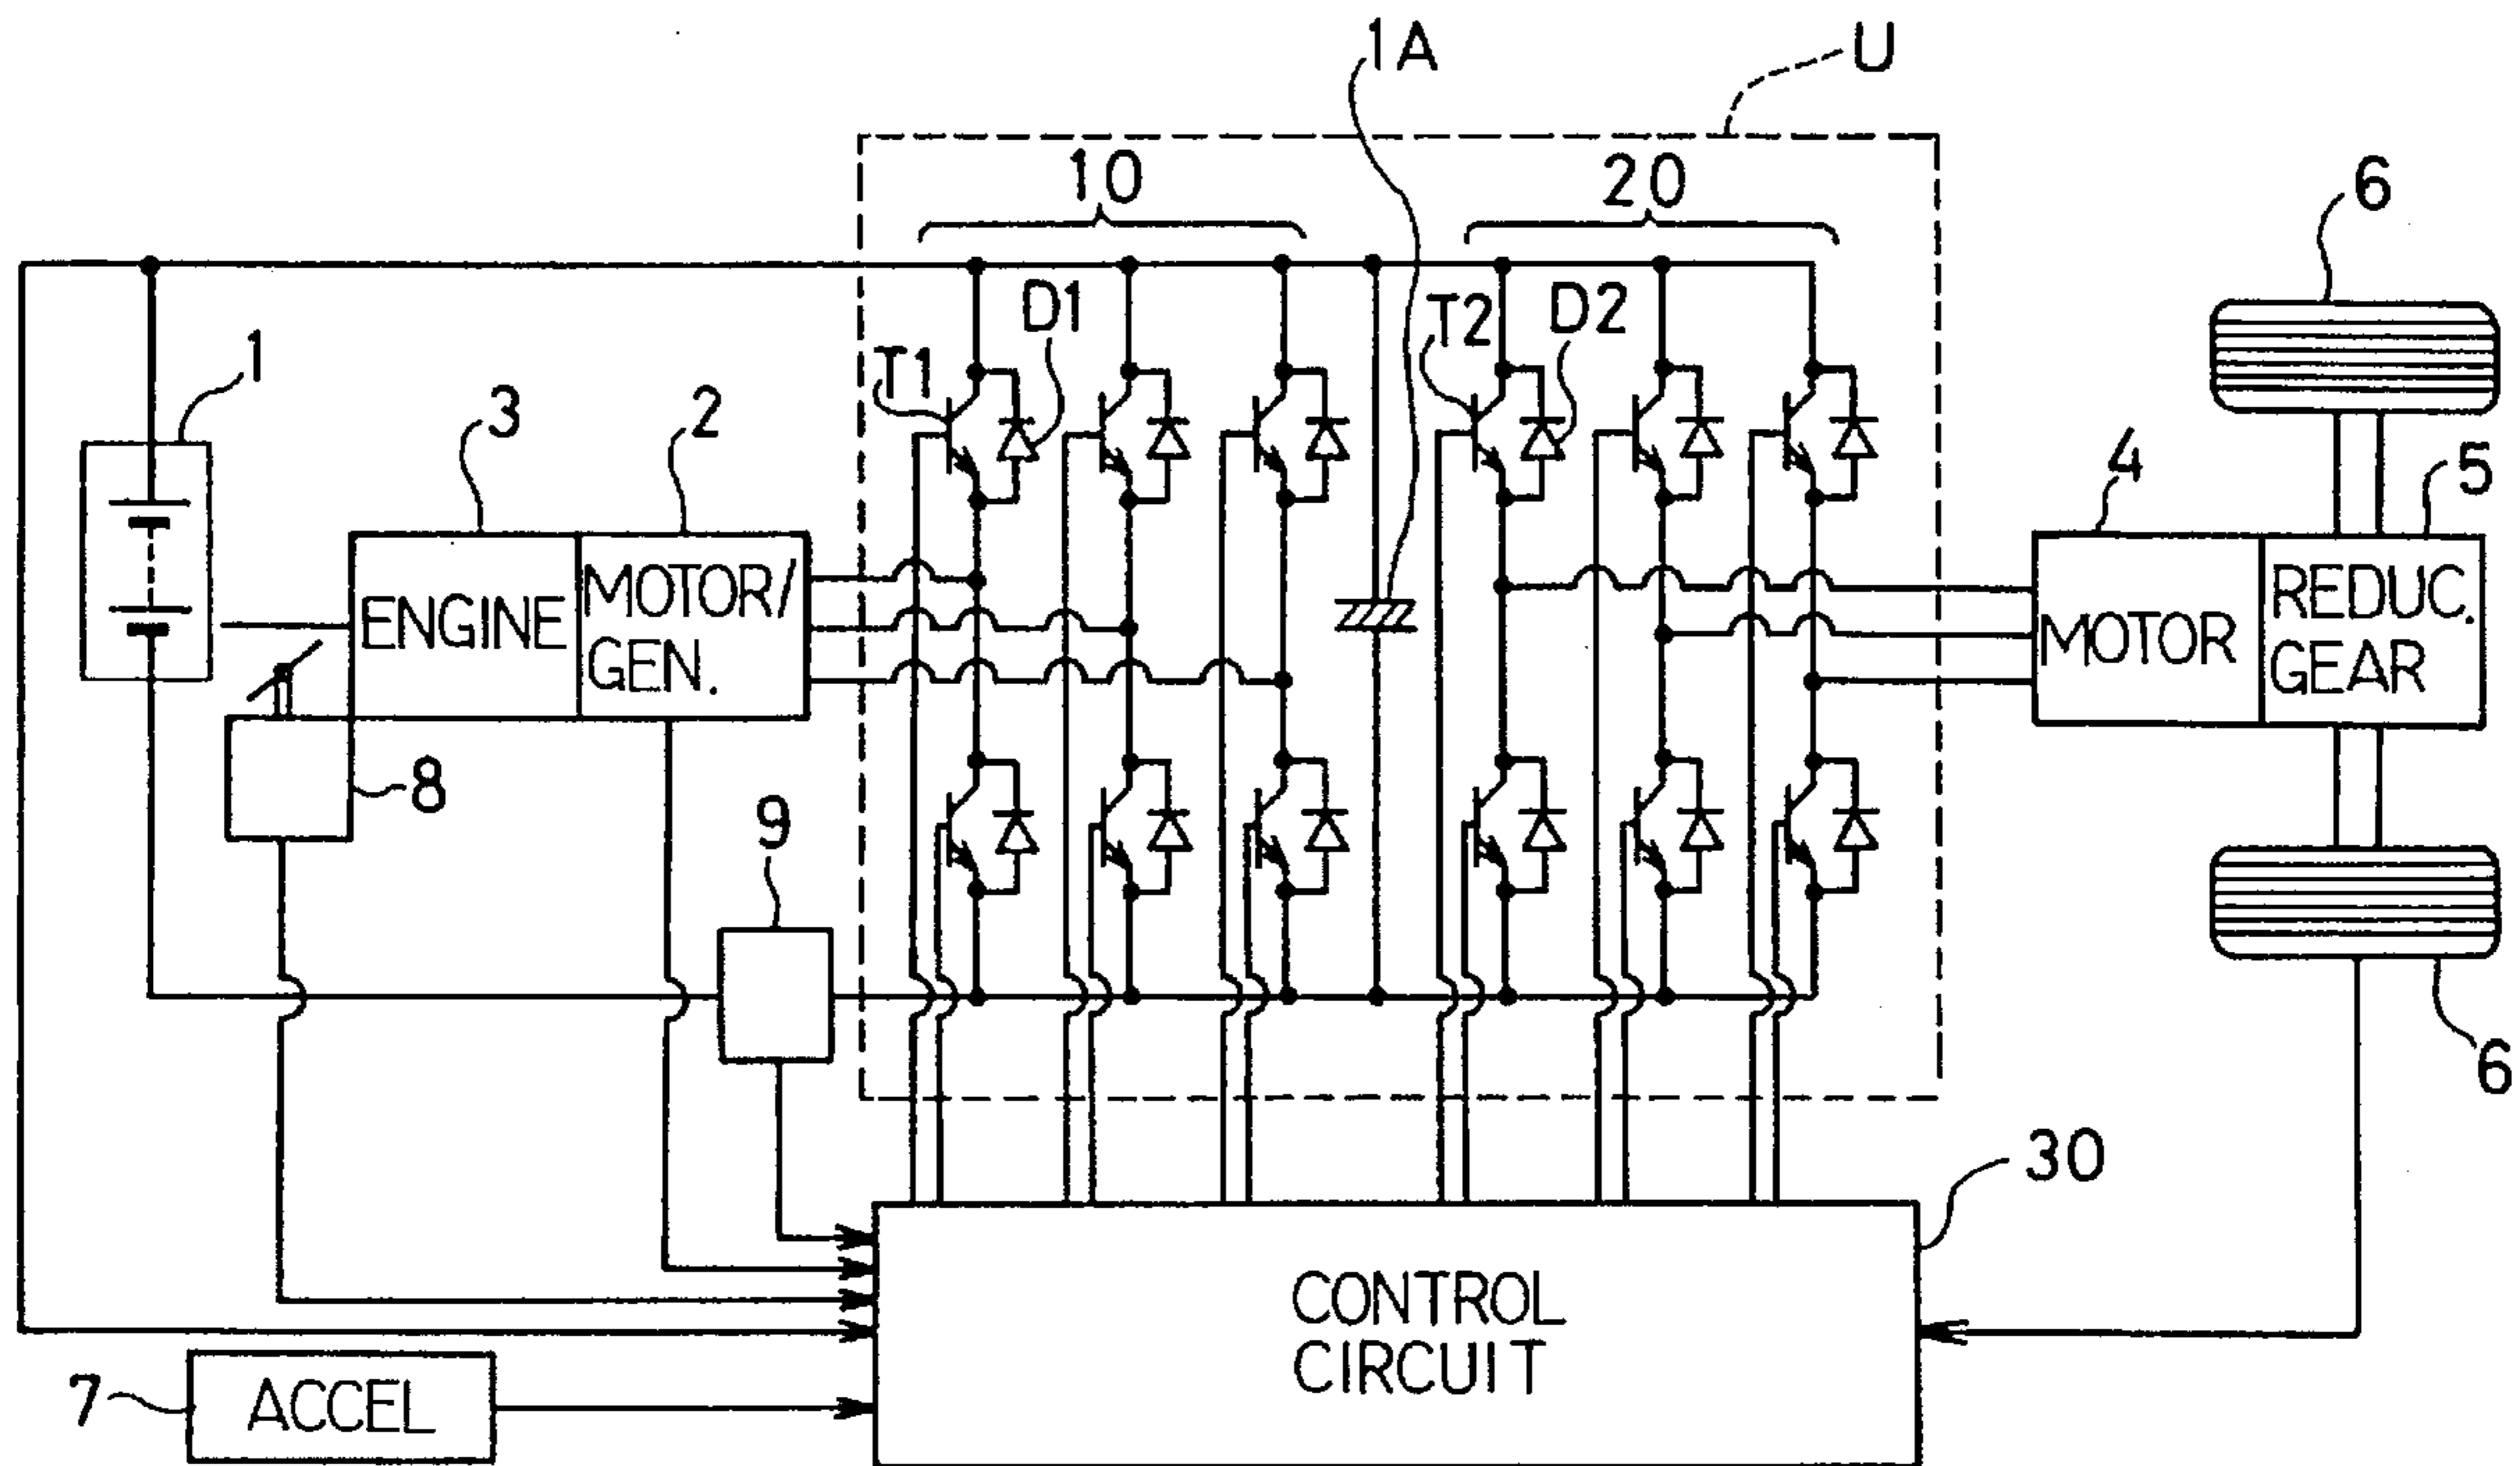 1A
U
10
20
6
D1
T2
D2
1
T1
3
2
4
5
ENGINE
MOTOR/
GEN.
MOTOR
REDUC.
GEAR
8
9
6
30
CONTROL
CIRCUIT
7
ACCEL